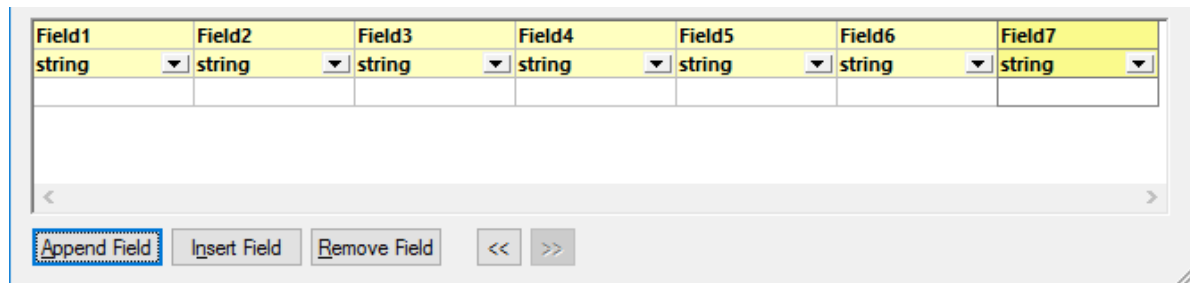 Field1 Field2 Field3 Field4 Field5 Field6 Field7
string string string string string string string
< >
Append Field Insert Field Remove Field << >>